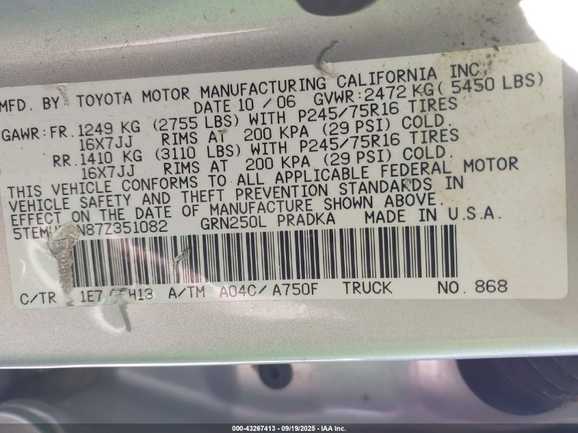 MFD. BY TOYOTA MOTOR MANUFACTURING CALIFORNIA INC.
DATE 10 / 06 GVWR: 2472 KG ( 5450 LBS)
GAWR: FR. 1249 KG (2755 LBS) WITH P245/75R16 TIRES
16X7JJ RIMS AT 200 KPA (29 PSI) COLD.
RR. 1410 KG (3110 LBS) WITH P245/75R16 TIRES
16X7JJ RIMS AT 200 KPA (29 PSI) COLD.
THIS VEHICLE CONFORMS TO ALL APPLICABLE FEDERAL MOTOR
VEHICLE SAFETY AND THEFT PREVENTION STANDARDS IN
EFFECT ON THE DATE OF MANUFACTURE SHOWN ABOVE.
GRN250L PRADKA MADE IN U.S.A.
C/TR A/TM A04C/ A750F TRUCK NO. 868
000-43267413 - 09/19/2025 - IAA Inc.